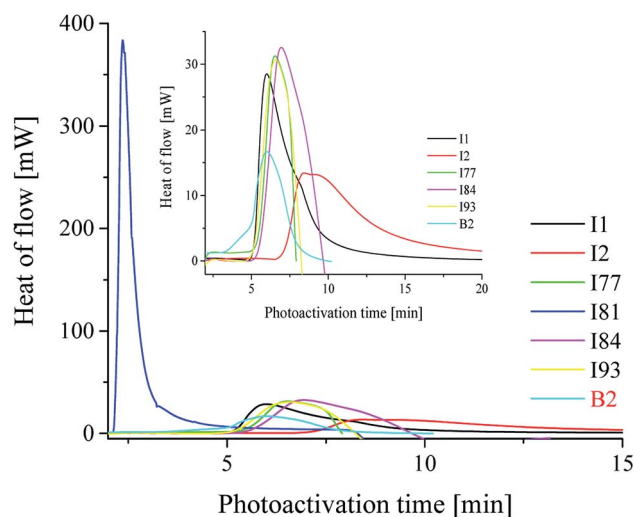 400
300
200
100
0
Heat of flow [mW]
5
10
15
Photoactivation time [min]
30
20
10
0
Heat of flow [mW]
5
10
15
20
Photoactivation time [min]
I1
I2
I77
I84
I93
B2
I1
I2
I77
I81
I84
I93
B2